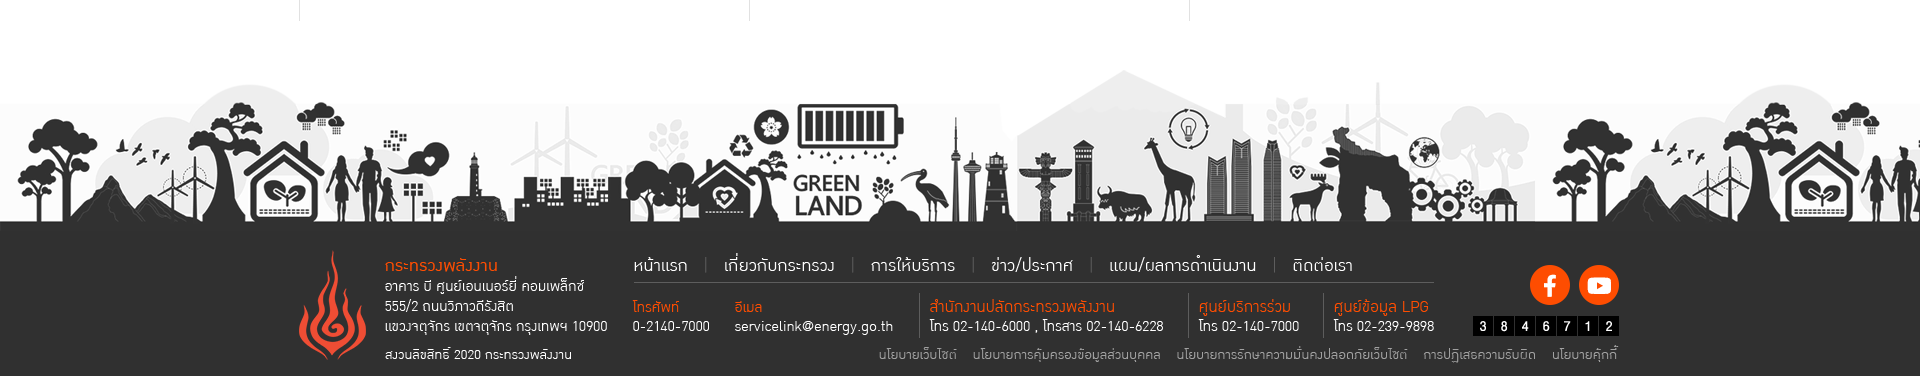 GREEN
LAND
กระทรวงพลังงาน
อาคาร บี ศูนย์เอนเนอร์ยี่ คอมเพล็กซ์
555/2 ถนนวิภาวดีรังสิต
แขวงจตุจักร เขตจตุจักร กรุงเทพฯ 10900
สงวนลิขสิทธิ์ 2020 กระทรวงพลังงาน
หน้าแรก | เกี่ยวกับกระทรวง | การให้บริการ | ข่าว/ประกาศ | แผน/ผลการดำเนินงาน | ติดต่อเรา
โทรศัพท์
0-2140-7000
อีเมล
servicelink@energy.go.th
สำนักงานปลัดกระทรวงพลังงาน
โทร 02-140-6000 , โทรสาร 02-140-6228
ศูนย์บริการร่วม
โทร 02-140-7000
ศูนย์ข้อมูล LPG
โทร 02-239-9898
3846712
นโยบายเว็บไซต์ นโยบายการคุ้มครองข้อมูลส่วนบุคคล นโยบายการรักษาความมั่นคงปลอดภัยเว็บไซต์ การปฏิเสธความรับผิด นโยบายคุ้กกี้